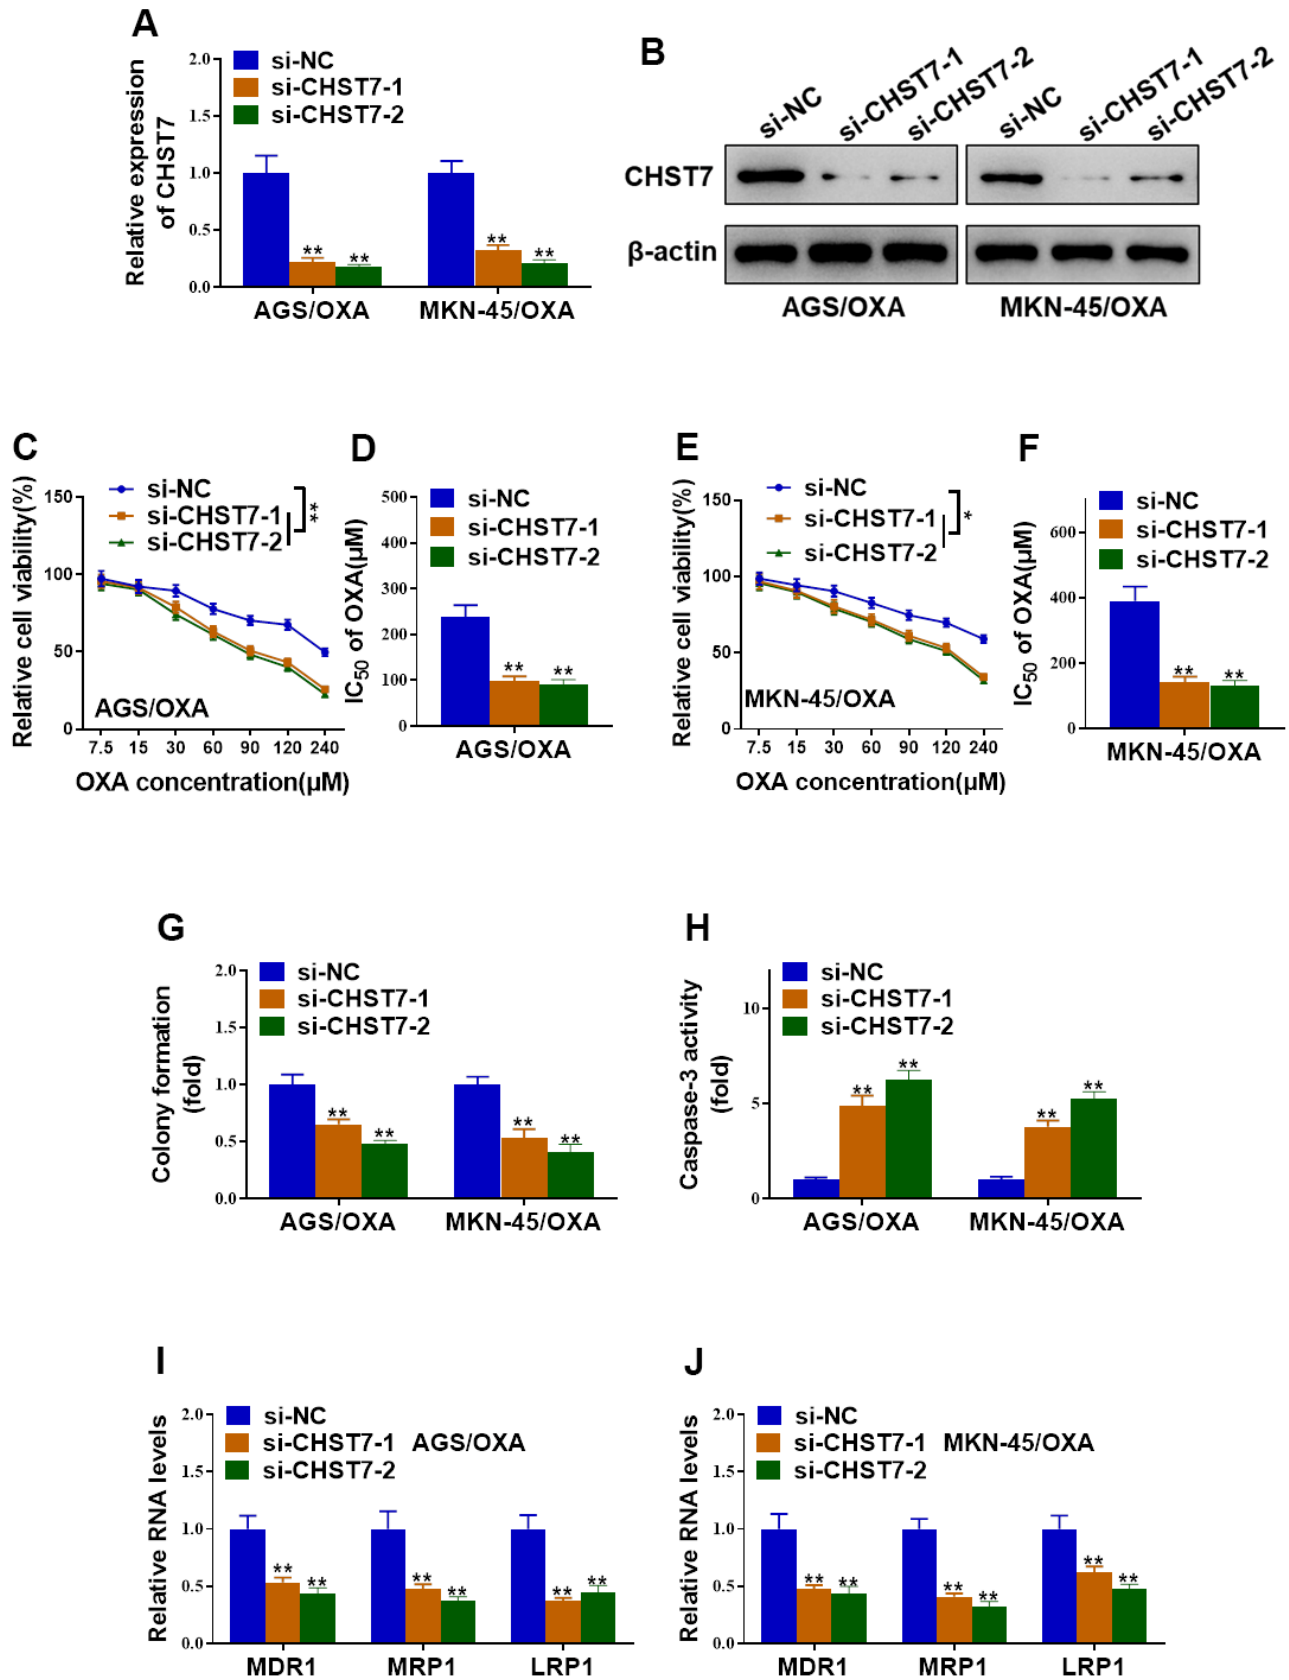 A
Relative expression
of CHST7
2.0
1.5
1.0
0.5
0.0
si-NC
si-CHST7-1
si-CHST7-2
** ** ** **
AGS/OXA MKN-45/OXA
B
si-NC si-CHST7-1 si-CHST7-2 si-NC si-CHST7-1 si-CHST7-2
CHST7
β-actin
AGS/OXA MKN-45/OXA
C
Relative cell viability(%)
150
100
50
0
si-NC
si-CHST7-1
si-CHST7-2
**
AGS/OXA
7.5 15 30 60 90 120 240
OXA concentration(μM)
D
IC50 of OXA(μM)
500
400
300
200
100
0
si-NC
si-CHST7-1
si-CHST7-2
** **
AGS/OXA
E
Relative cell viability(%)
150
100
50
0
si-NC
si-CHST7-1
si-CHST7-2
*
MKN-45/OXA
7.5 15 30 60 90 120 240
OXA concentration(μM)
F
IC50 of OXA(μM)
600
400
200
0
si-NC
si-CHST7-1
si-CHST7-2
** **
MKN-45/OXA
G
Colony formation
(fold)
2.0
1.5
1.0
0.5
0.0
si-NC
si-CHST7-1
si-CHST7-2
** ** ** **
AGS/OXA MKN-45/OXA
H
Caspase-3 activity
(fold)
10
5
0
si-NC
si-CHST7-1
si-CHST7-2
** ** ** **
AGS/OXA MKN-45/OXA
I
Relative RNA levels
2.0
1.5
1.0
0.5
0.0
si-NC
si-CHST7-1 AGS/OXA
si-CHST7-2
** ** ** ** ** **
MDR1 MRP1 LRP1
J
Relative RNA levels
2.0
1.5
1.0
0.5
0.0
si-NC
si-CHST7-1 MKN-45/OXA
si-CHST7-2
** ** ** ** ** **
MDR1 MRP1 LRP1